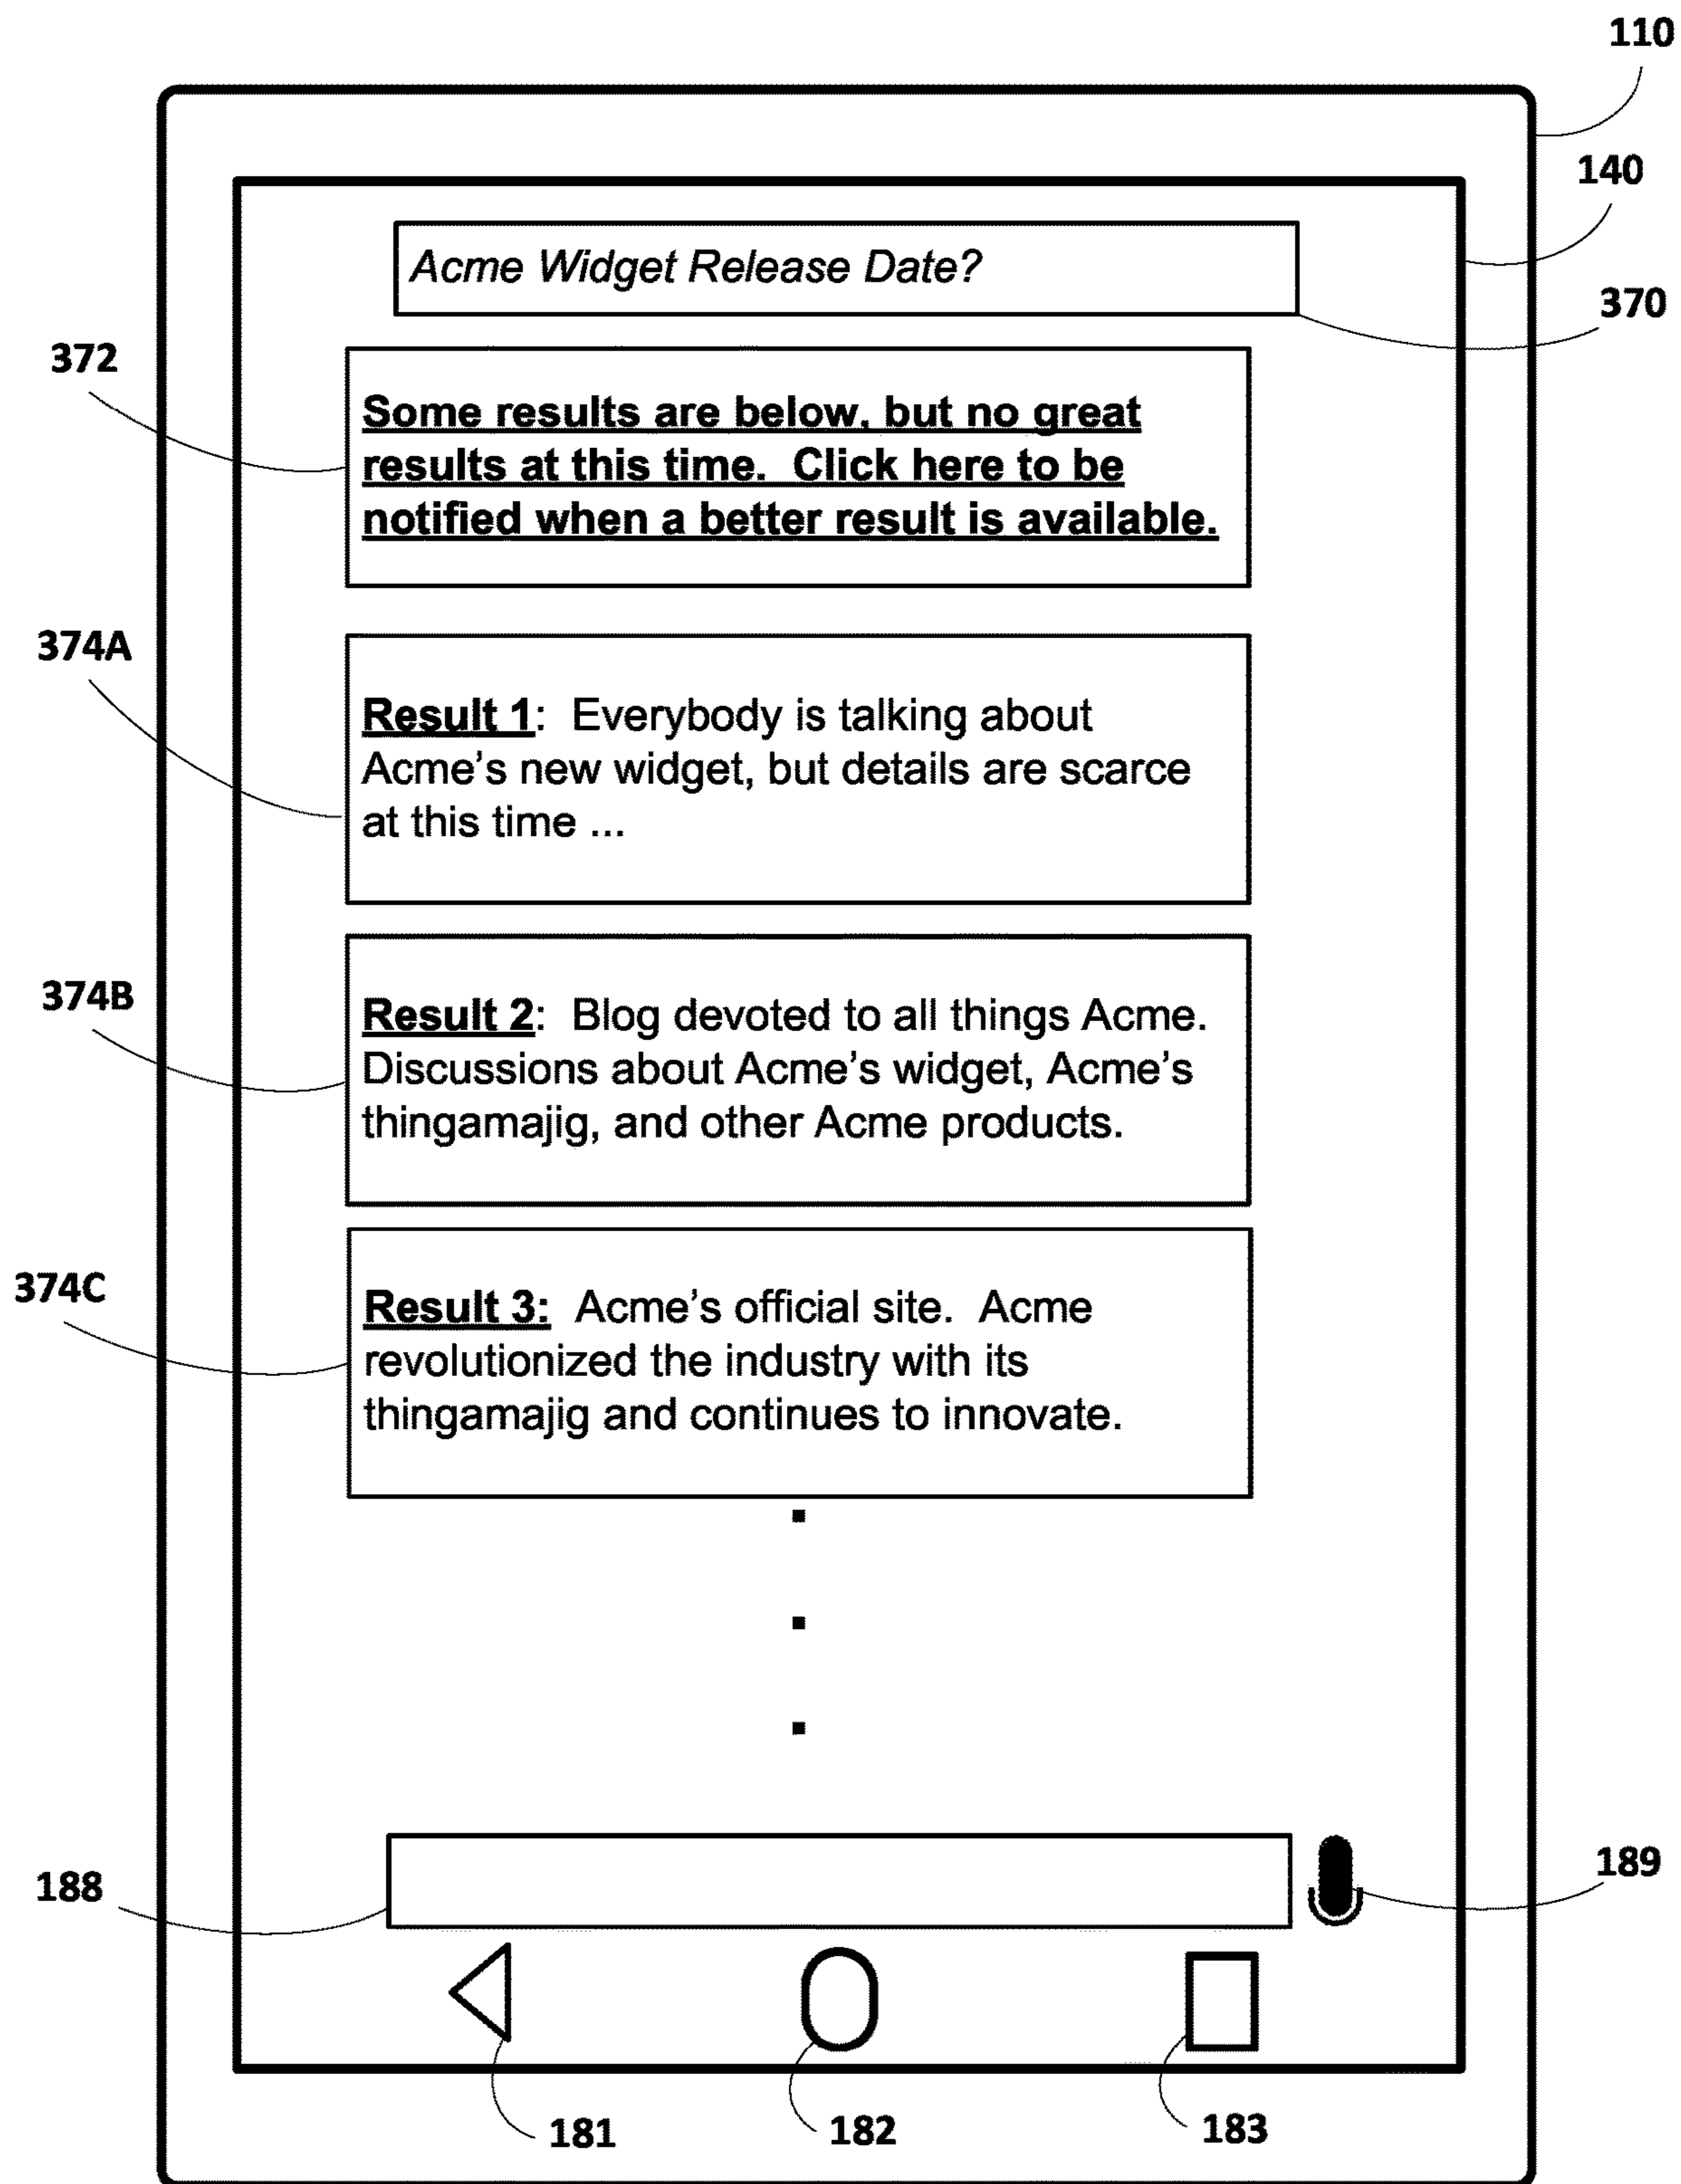 110
140
Acme Widget Release Date?
370
372
Some results are below, but no great
results at this time.  Click here to be
notified when a better result is available.
374A
Result 1:  Everybody is talking about
Acme's new widget, but details are scarce
at this time ...
374B
Result 2:  Blog devoted to all things Acme.
Discussions about Acme's widget, Acme's
thingamajig, and other Acme products.
374C
Result 3:  Acme's official site.  Acme
revolutionized the industry with its
thingamajig and continues to innovate.
188
189
181
182
183